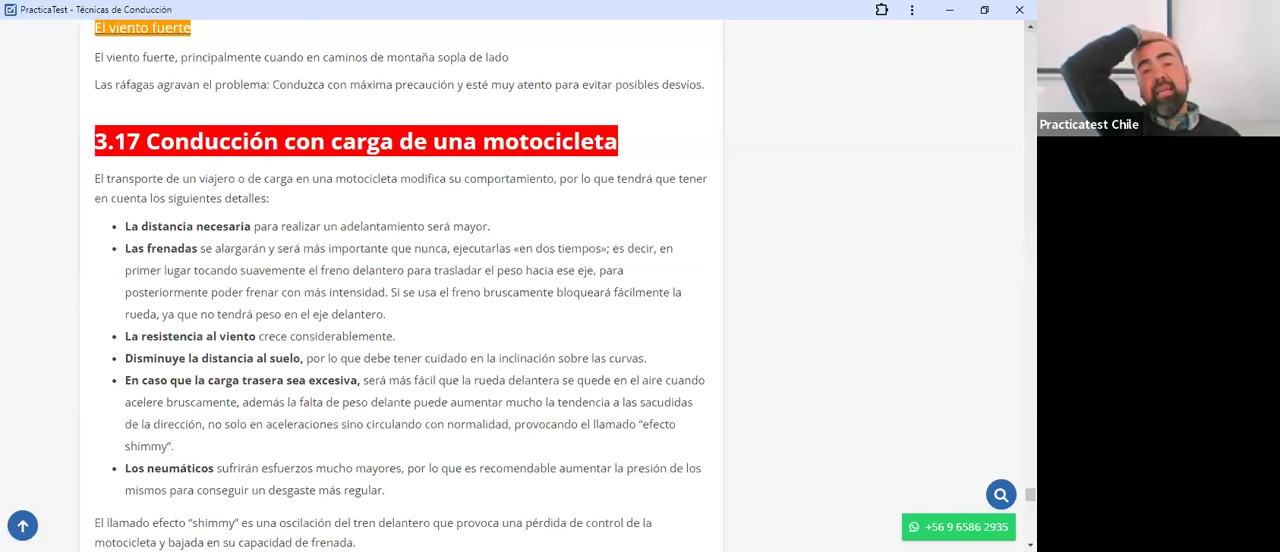 PracticaTest - Técnicas de Conducción
El viento fuerte
El viento fuerte, principalmente cuando en caminos de montaña sopla de lado
Las ráfagas agravan el problema: Conduzca con máxima precaución y esté muy atento para evitar posibles desvíos.
Practicatest Chile
3.17 Conducción con carga de una motocicleta
El transporte de un viajero o de carga en una motocicleta modifica su comportamiento, por lo que tendrá que tener
en cuenta los siguientes detalles:
• La distancia necesaria para realizar un adelantamiento será mayor.
• Las frenadas se alargarán y será más importante que nunca, ejecutarlas «en dos tiempos»; es decir, en
primer lugar tocando suavemente el freno delantero para trasladar el peso hacia ese eje, para
posteriormente poder frenar con más intensidad. Si se usa el freno bruscamente bloqueará fácilmente la
rueda, ya que no tendrá peso en el eje delantero.
• La resistencia al viento crece considerablemente.
• Disminuye la distancia al suelo, por lo que debe tener cuidado en la inclinación sobre las curvas.
• En caso que la carga trasera sea excesiva, será más fácil que la rueda delantera se quede en el aire cuando
acelere bruscamente, además la falta de peso delante puede aumentar mucho la tendencia a las sacudidas
de la dirección, no solo en aceleraciones sino circulando con normalidad, provocando el llamado “efecto
shimmy”.
• Los neumáticos sufrirán esfuerzos mucho mayores, por lo que es recomendable aumentar la presión de los
mismos para conseguir un desgaste más regular.
El llamado efecto “shimmy” es una oscilación del tren delantero que provoca una pérdida de control de la
motocicleta y bajada en su capacidad de frenada.
+56 9 6586 2935